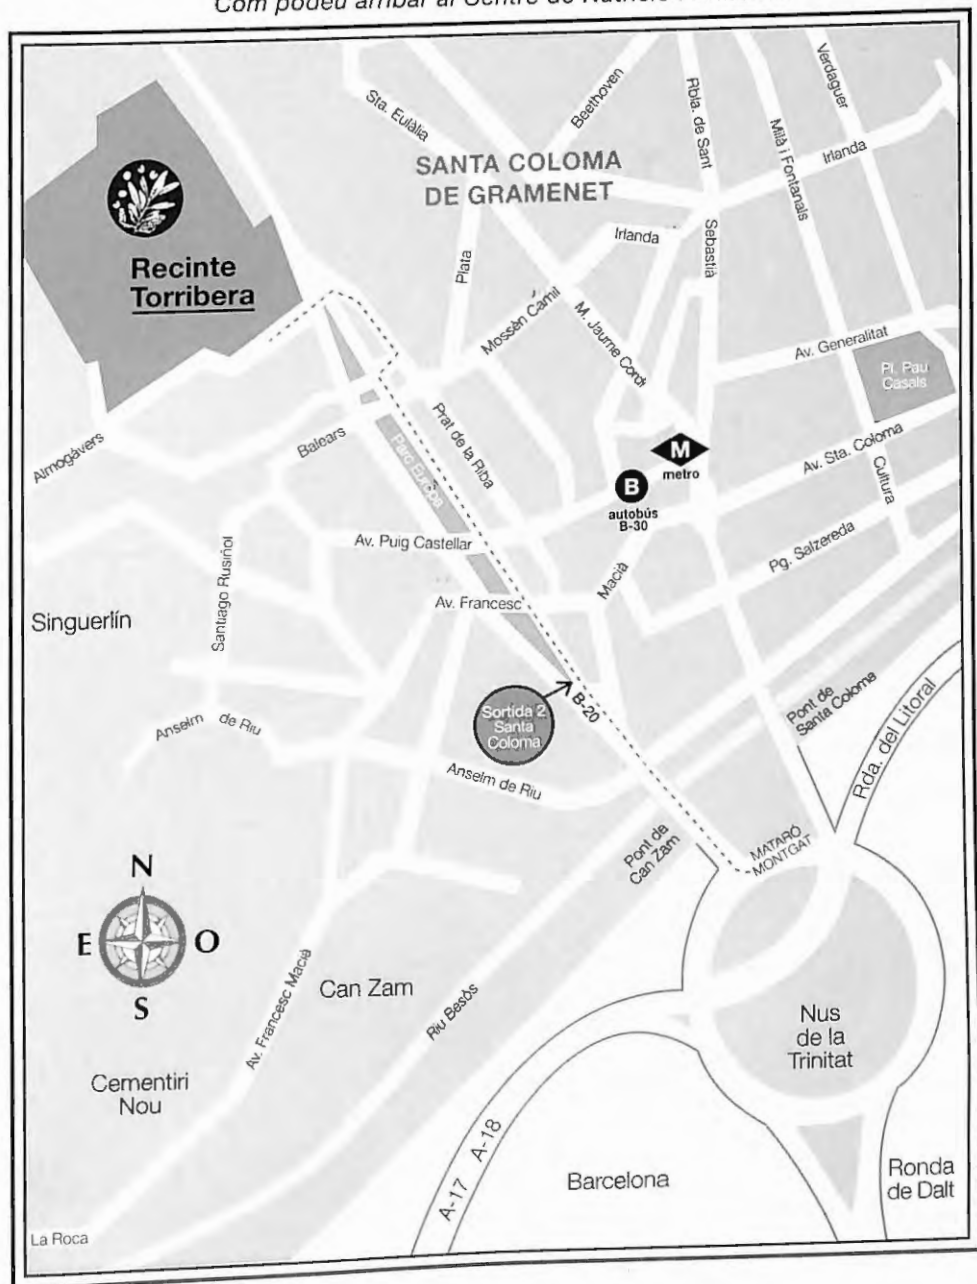 Com podeu arribar al Centre de
Sta. Eulàlia
Beethoven
Rbla. de Sant
Sebastià
Milà i Fontanals
Verdaguer
Irlanda
SANTA COLOMA
DE GRAMENET
Recinte
Torribera
Plata
Irlanda
Mossèn Camil
M. Jaume Cordi
Av. Generalitat
Pl. Pau
Casals
Almogàvers
Balears
Parc Europa
Prat de la Riba
M
metro
B
autobús
B-30
Av. Sta. Coloma
Cultura
Pg. Salzereda
Av. Puig Castellar
Macià
Av. Francesc
Santiago Rusiñol
Singuerlín
Sortida 2
Santa
Coloma
B-20
Pont de
Santa Coloma
Rda. del Litoral
Anselm de Riu
Anselm de Riu
Pont de
Can Zam
MATARÓ
MONTGAT
N
E
O
S
Can Zam
Av. Francesc Macià
Riu Besòs
Nus
de la
Trinitat
Cementiri
Nou
A-17 A-18
Barcelona
Ronda
de Dalt
La Roca